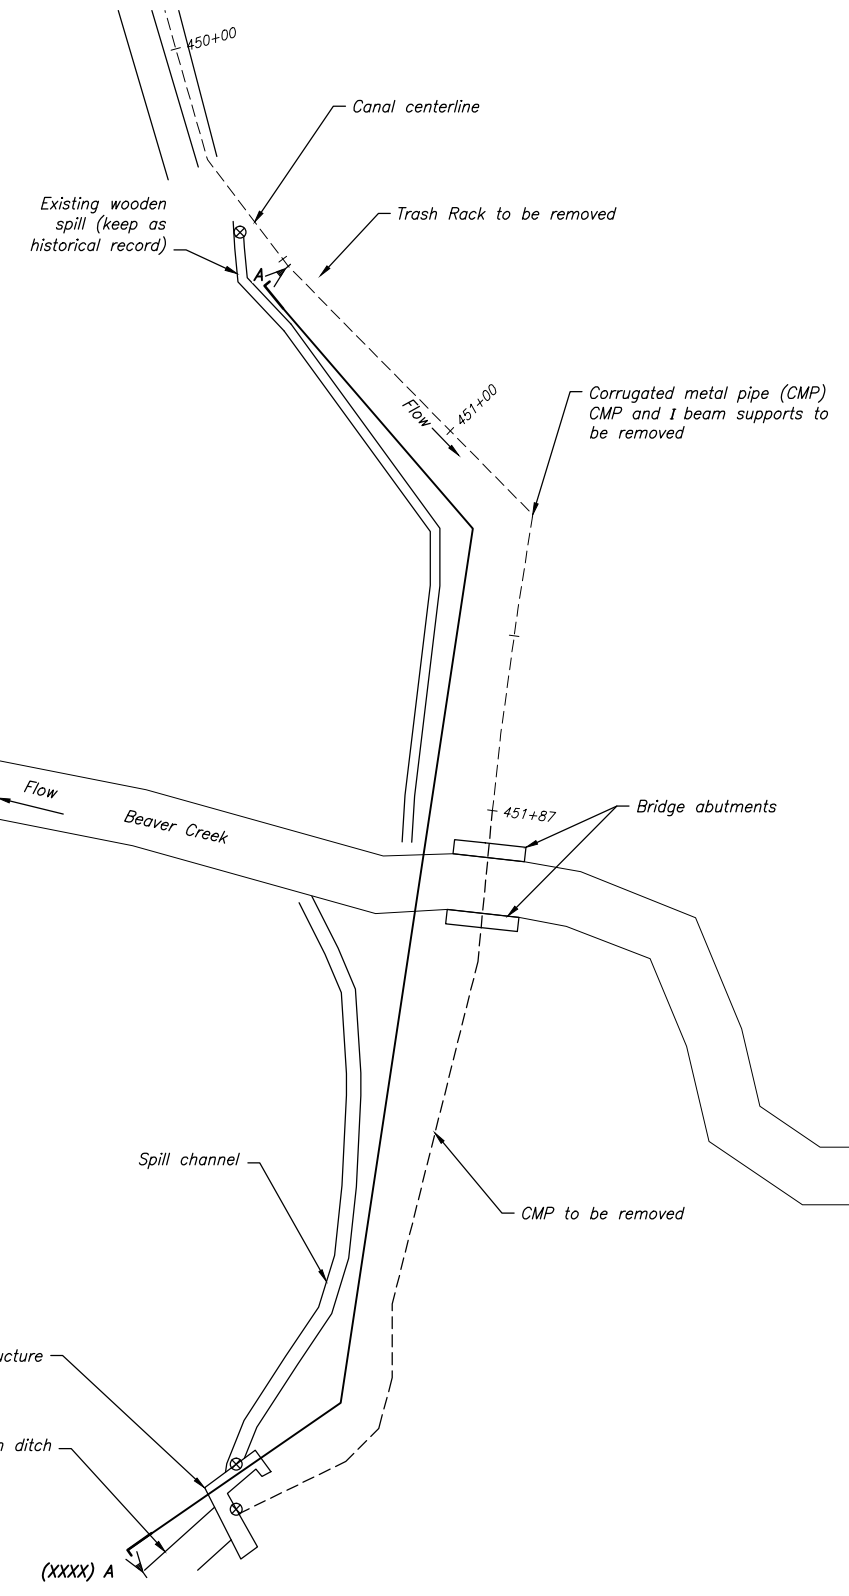 450+00
Canal centerline
Existing wooden
spill (keep as
historical record)
Trash Rack to be removed
A
451+00
Flow
Corrugated metal pipe (CMP)
CMP and I beam supports to
be removed
Flow
Beaver Creek
451+87
Bridge abutments
Spill channel
CMP to be removed
ucture
ditch
(XXXX) A